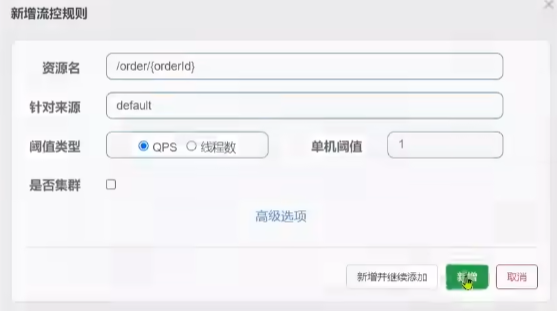 新增流控规则
资源名 /order/{orderId}
针对来源 default
阈值类型 QPS 线程数 单机阈值 1
是否集群
高级选项
新增并继续添加 新增 取消